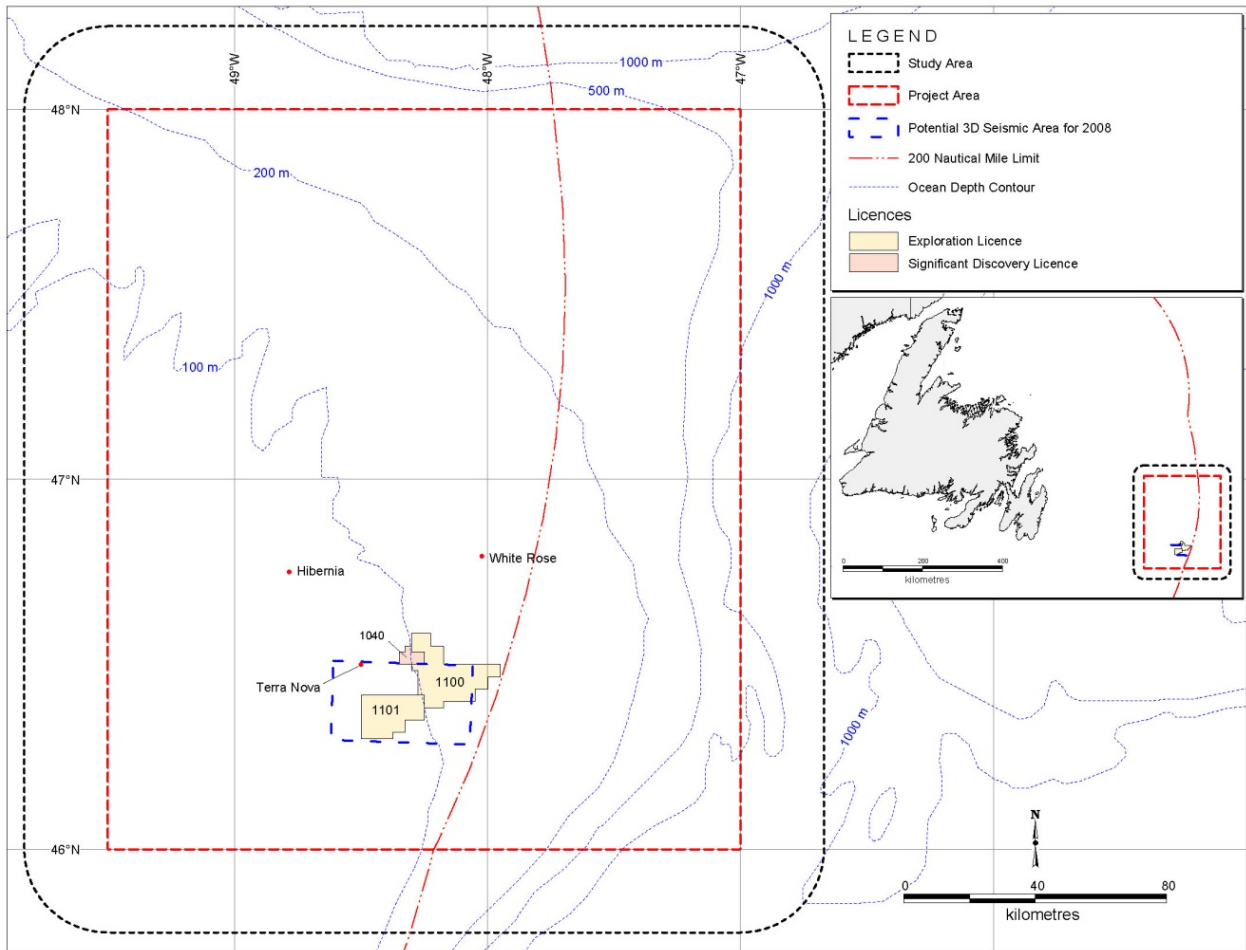 49°W
48°W
47°W
1000 m
500 m
48°N
200 m
1000 m
100 m
47°N
White Rose
Hibernia
1040
1100
Terra Nova
1101
1000 m
46°N
LEGEND
Study Area
Project Area
Potential 3D Seismic Area for 2008
200 Nautical Mile Limit
Ocean Depth Contour
Licences
Exploration Licence
Significant Discovery Licence
0 200 400
kilometres
N
0 40 80
kilometres